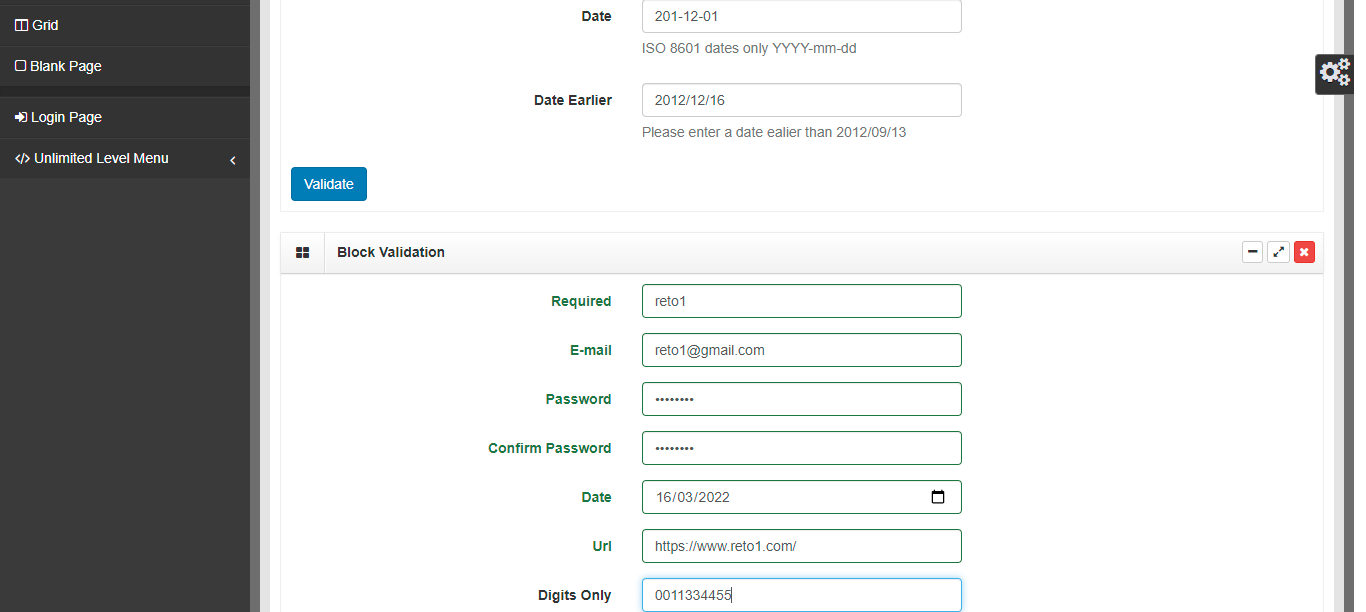 Grid
Blank Page
Login Page
Unlimited Level Menu
Date 201-12-01
ISO 8601 dates only YYYY-mm-dd
Date Earlier 2012/12/16
Please enter a date ealier than 2012/09/13
Validate
Block Validation
Required reto1
E-mail reto1@gmail.com
Password ••••••••
Confirm Password ••••••••
Date 16/03/2022
Url https://www.reto1.com/
Digits Only 0011334455